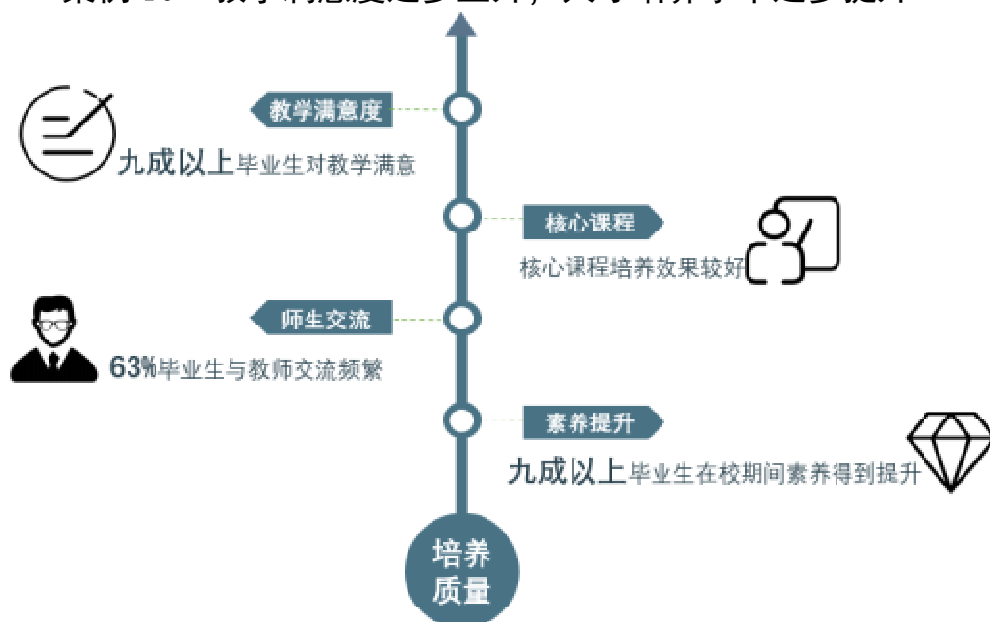 教学满意度
九成以上毕业生对教学满意
核心课程
核心课程培养效果较好
师生交流
63%毕业生与教师交流频繁
素养提升
九成以上毕业生在校期间素养得到提升
培养
质量